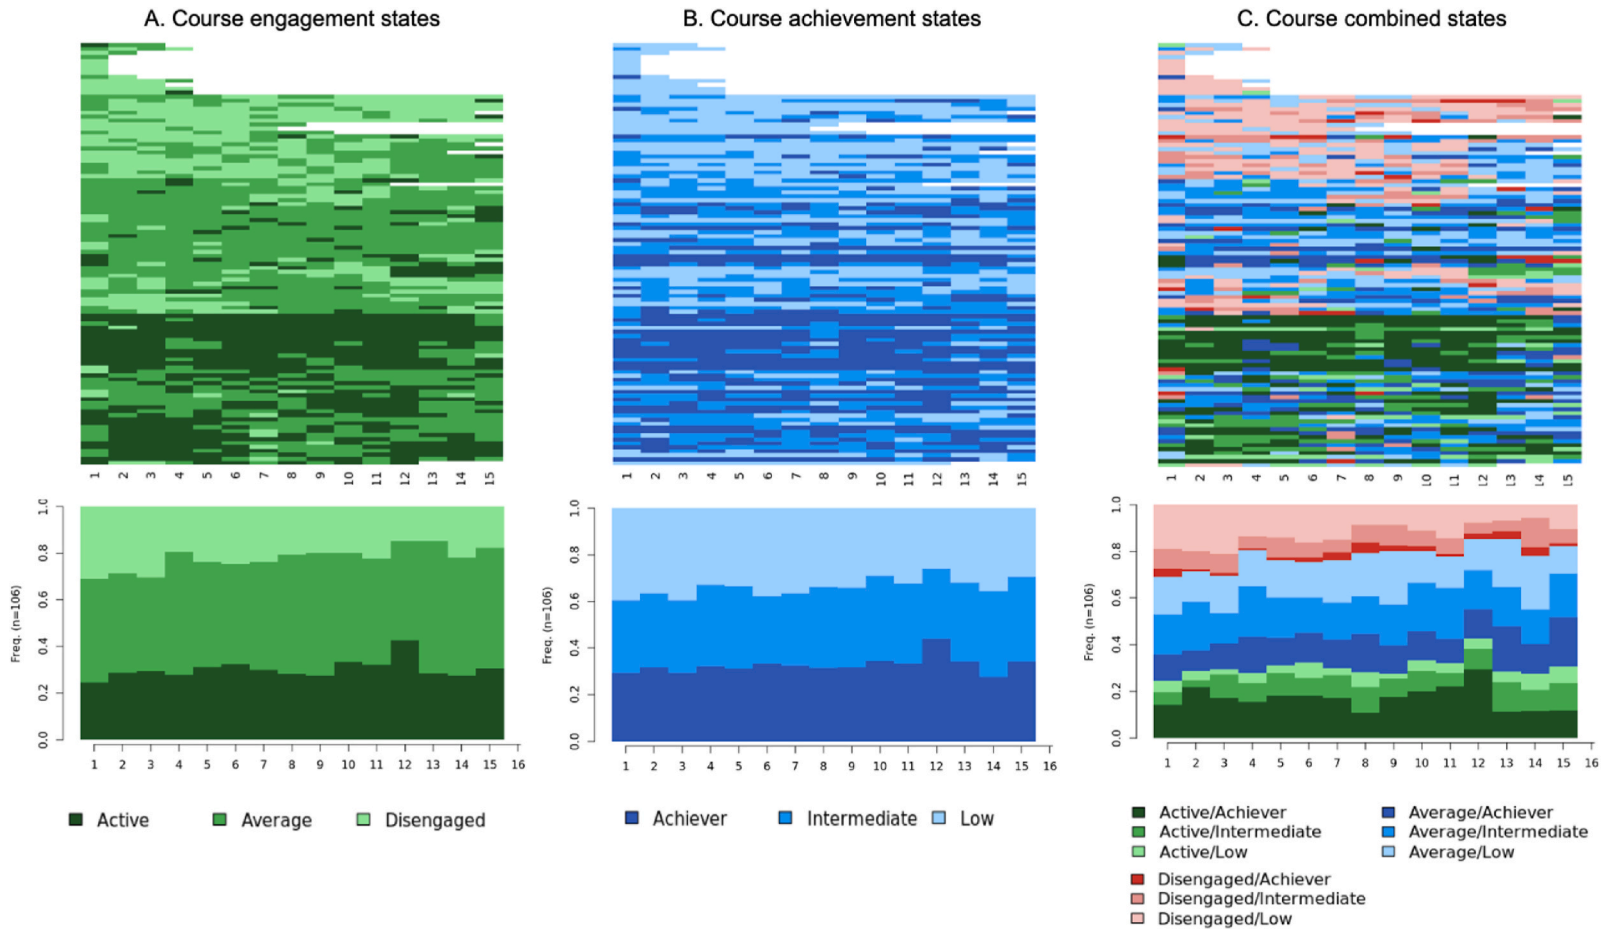 A. Course engagement states
B. Course achievement states
C. Course combined states
1 2 3 4 5 6 7 8 9 10 11 12 13 14 15
1 2 3 4 5 6 7 8 9 10 11 12 13 14 15
1 2 3 4 5 6 7 8 9 10 11 12 13 14 15
Freq. (n=106)
0.0 0.2 0.4 0.6 0.8 1.0
1 2 3 4 5 6 7 8 9 10 11 12 13 14 15 16
Freq. (n=106)
0.0 0.2 0.4 0.6 0.8 1.0
1 2 3 4 5 6 7 8 9 10 11 12 13 14 15 16
Freq. (n=106)
0.0 0.2 0.4 0.6 0.8 1.0
1 2 3 4 5 6 7 8 9 10 11 12 13 14 15 16
Active Average Disengaged
Achiever Intermediate Low
Active/Achiever
Active/Intermediate
Active/Low
Average/Achiever
Average/Intermediate
Average/Low
Disengaged/Achiever
Disengaged/Intermediate
Disengaged/Low